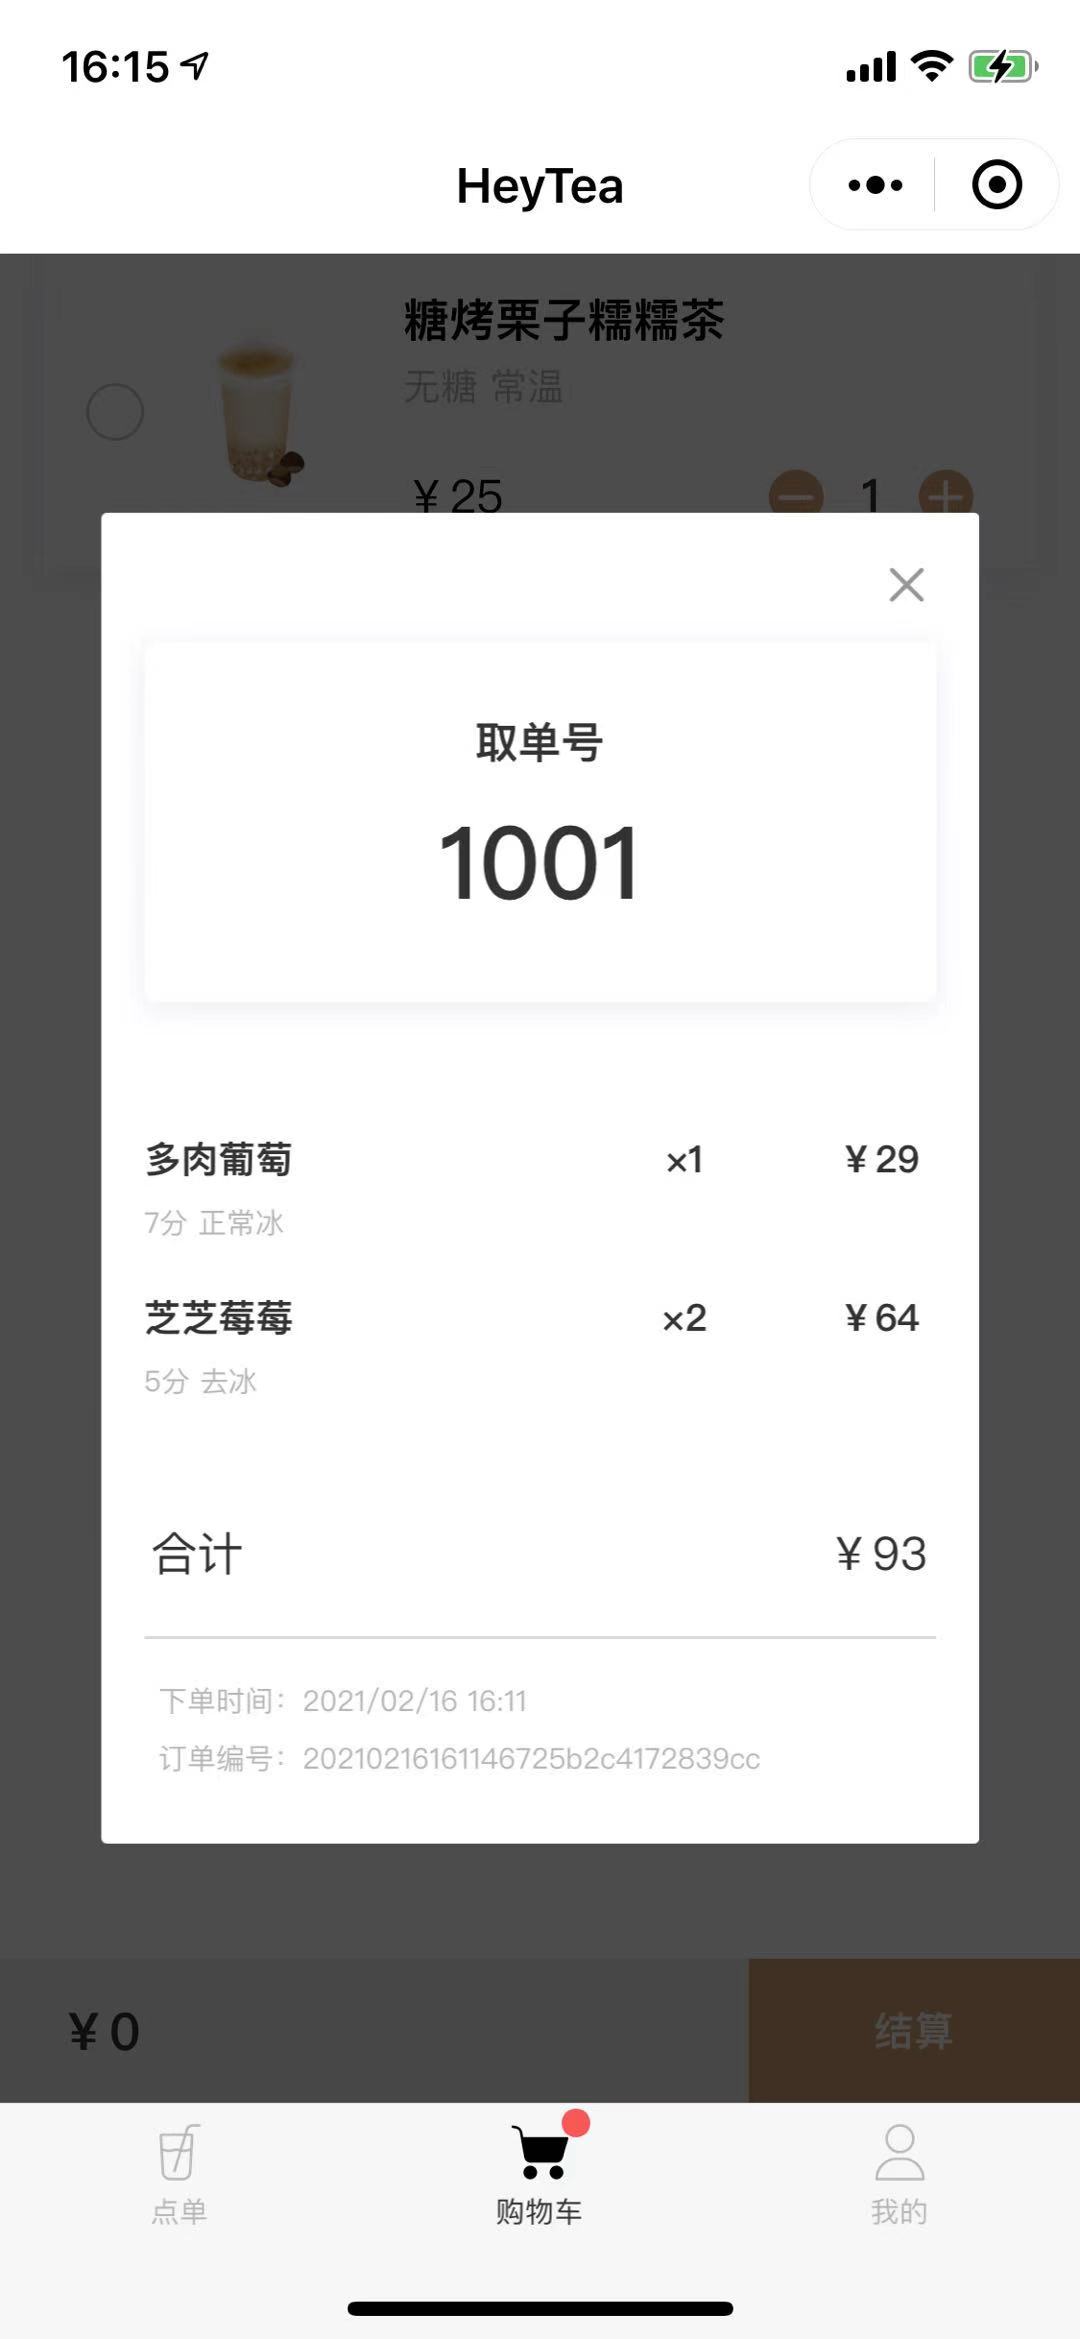 16:15
HeyTea
糖烤栗子糯糯茶
无糖 常温
¥ 25
1
取单号
1001
多肉葡萄 ×1 ¥ 29
7分 正常冰
芝芝莓莓 ×2 ¥ 64
5分 去冰
合计 ¥ 93
下单时间：2021/02/16 16:11
订单编号：20210216161146725b2c4172839cc
¥ 0
结算
点单
购物车
我的